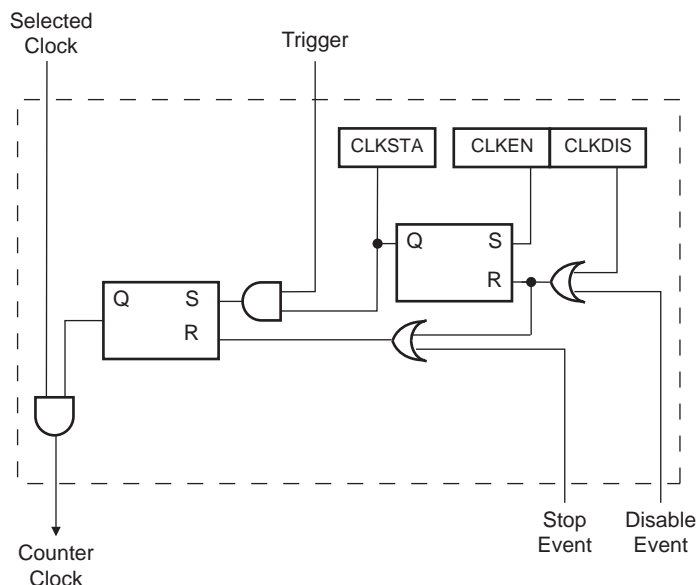 Selected
Clock
Trigger
CLKSTA
CLKEN
CLKDIS
Q
S
R
Q
S
R
Stop
Event
Disable
Event
Counter
Clock